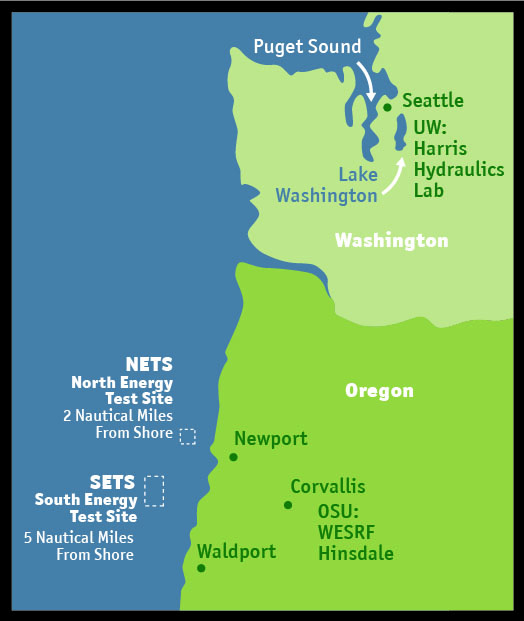 Puget Sound
Seattle
UW:
Harris
Hydraulics
Lab
Lake
Washington
Washington
NETS
North Energy
Test Site
2 Nautical Miles
From Shore
Oregon
Newport
SETS
South Energy
Test Site
5 Nautical Miles
From Shore
Corvallis
OSU:
WESRF
Hinsdale
Waldport